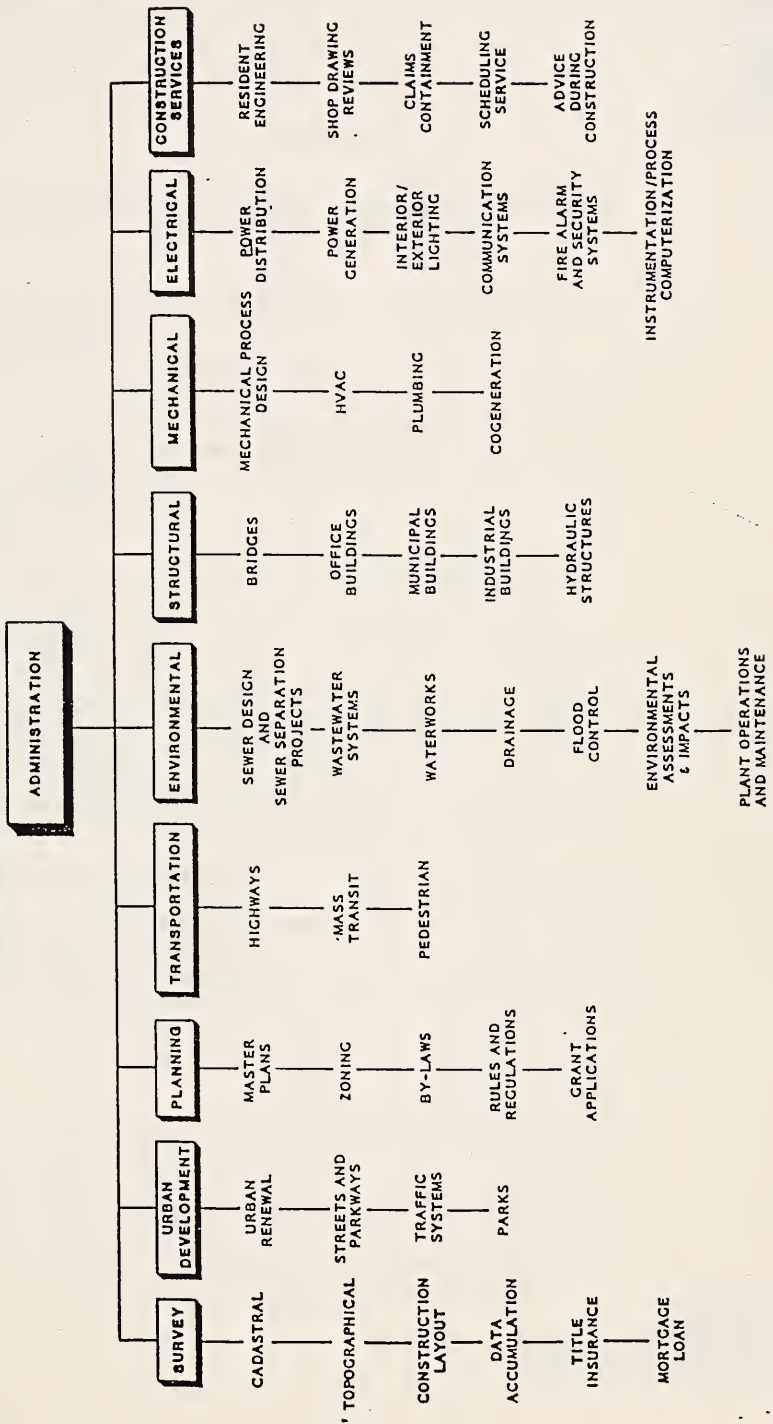 ADMINISTRATION
SURVEY
CADASTRAL
TOPOGRAPHICAL
CONSTRUCTION
LAYOUT
DATA
ACCUMULATION
TITLE
INSURANCE
MORTGAGE
LOAN
URBAN
DEVELOPMENT
URBAN
RENEWAL
STREETS AND
PARKWAYS
TRAFFIC
SYSTEMS
PARKS
PLANNING
MASTER
PLANS
ZONING
BY-LAWS
RULES AND
REGULATIONS
GRANT
APPLICATIONS
TRANSPORTATION
HIGHWAYS
MASS
TRANSIT
PEDESTRIAN
ENVIRONMENTAL
SEWER DESIGN
AND
SEWER SEPARATION
PROJECTS
WASTEWATER
SYSTEMS
WATERWORKS
DRAINAGE
FLOOD
CONTROL
ENVIRONMENTAL
ASSESSMENTS
& IMPACTS
PLANT OPERATIONS
AND MAINTENANCE
STRUCTURAL
BRIDGES
OFFICE
BUILDINGS
MUNICIPAL
BUILDINGS
INDUSTRIAL
BUILDINGS
HYDRAULIC
STRUCTURES
MECHANICAL
MECHANICAL PROCESS
DESIGN
HVAC
PLUMBING
COGENERATION
ELECTRICAL
POWER
DISTRIBUTION
POWER
GENERATION
INTERIOR/
EXTERIOR
LIGHTING
COMMUNICATION
SYSTEMS
FIRE ALARM
AND SECURITY
SYSTEMS
INSTRUMENTATION/PROCESS
COMPUTERIZATION
CONSTRUCTION
SERVICES
RESIDENT
ENGINEERING
SHOP DRAWING
REVIEWS
CLAIMS
CONTAINMENT
SCHEDULING
SERVICE
ADVICE
DURING
CONSTRUCTION